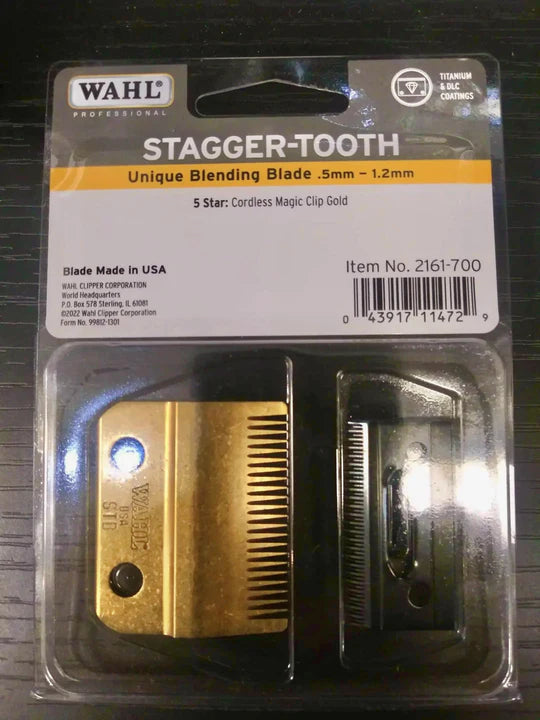 WAHL®
PROFESSIONAL
TITANIUM
& DLC
COATINGS
STAGGER-TOOTH
Unique Blending Blade .5mm – 1.2mm
5 Star: Cordless Magic Clip Gold
Blade Made in USA
Item No. 2161-700
WAHL CLIPPER CORPORATION
World Headquarters
P.O. Box 578 Sterling, IL 61081
©2022 Wahl Clipper Corporation
Form No. 99812-1301
0 43917 11472 9
WAHL
USA
STD